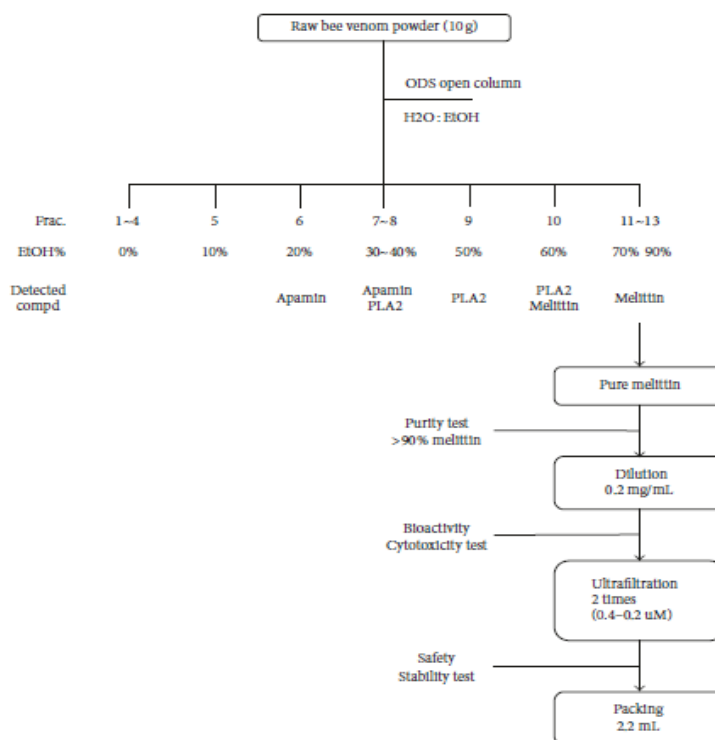 Raw bee venom powder (10 g)
ODS open column
H2O : EtOH
Frac. 1~4 5 6 7~8 9 10 11~13
EtOH% 0% 10% 20% 30~40% 50% 60% 70% 90%
Detected
compd
Apamin
Apamin
PLA2
PLA2
PLA2
Melittin
Melittin
Pure melittin
Purity test
>90% melittin
Dilution
0.2 mg/mL
Bioactivity
Cytotoxicity test
Ultrafiltration
2 times
(0.4–0.2 uM)
Safety
Stability test
Packing
2.2 mL